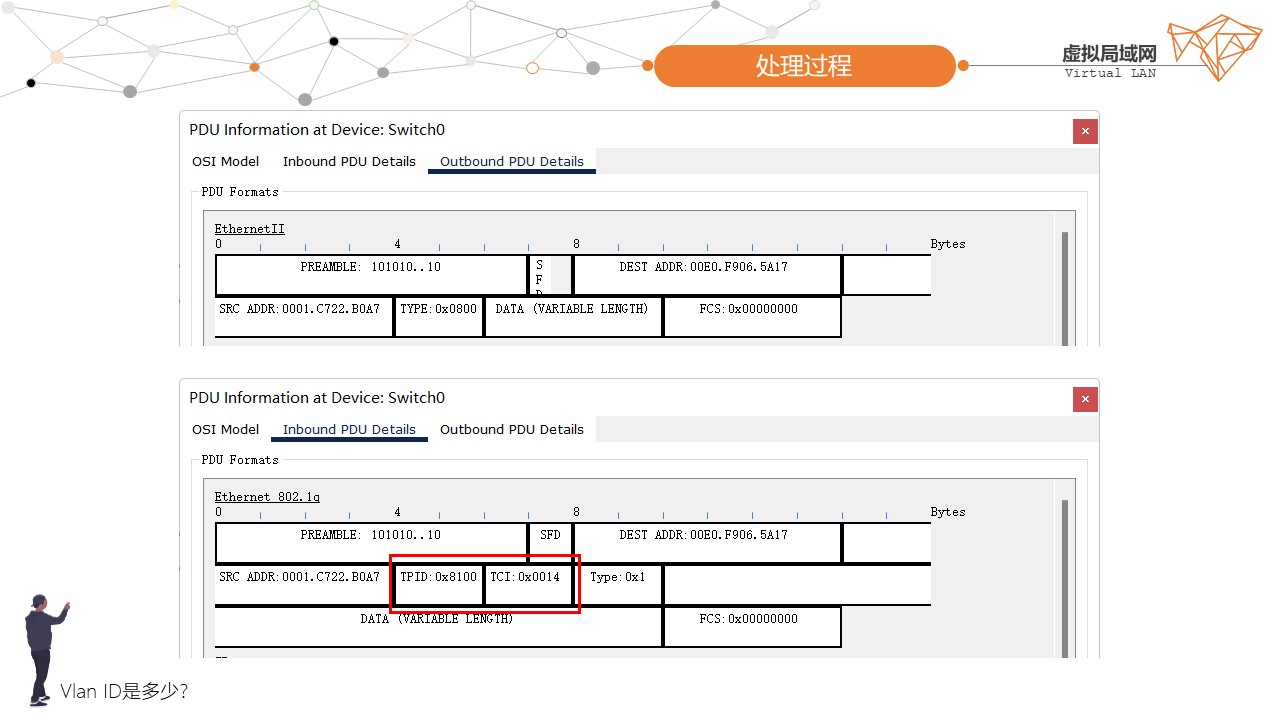 处理过程
虚拟局域网
Virtual LAN
PDU Information at Device: Switch0
×
OSI Model Inbound PDU Details Outbound PDU Details
PDU Formats
EthernetII
0 4 8 Bytes
PREAMBLE: 101010..10 SFD DEST ADDR:00E0.F906.5A17
SRC ADDR:0001.C722.B0A7 TYPE:0x0800 DATA (VARIABLE LENGTH) FCS:0x00000000
PDU Information at Device: Switch0
×
OSI Model Inbound PDU Details Outbound PDU Details
PDU Formats
Ethernet 802.1q
0 4 8 Bytes
PREAMBLE: 101010..10 SFD DEST ADDR:00E0.F906.5A17
SRC ADDR:0001.C722.B0A7 TPID:0x8100 TCI:0x0014 Type:0x1
DATA (VARIABLE LENGTH) FCS:0x00000000
Vlan ID是多少?